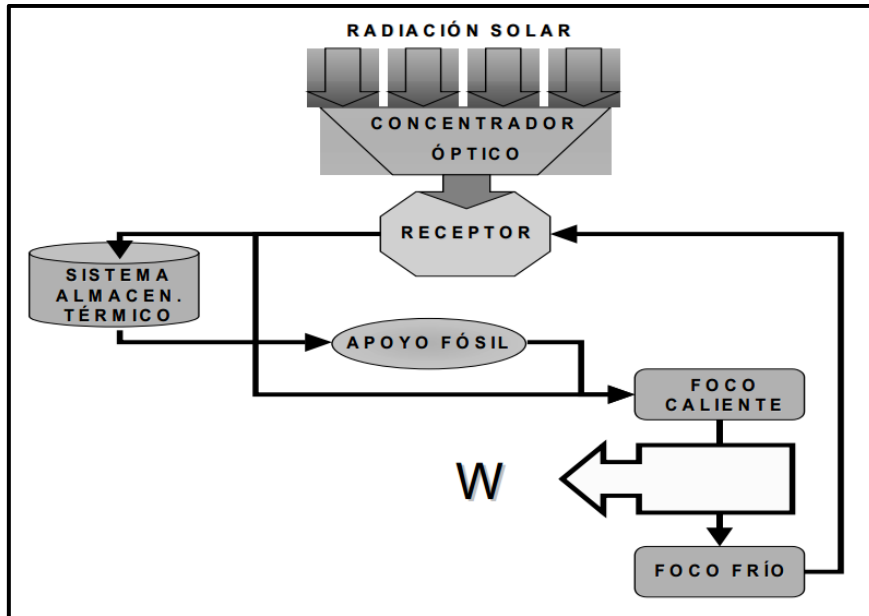 RADIACIÓN SOLAR
CONCENTRADOR
ÓPTICO
RECEPTOR
SISTEMA
ALMACEN.
TÉRMICO
APOYO FÓSIL
FOCO
CALIENTE
W
FOCO FRÍO